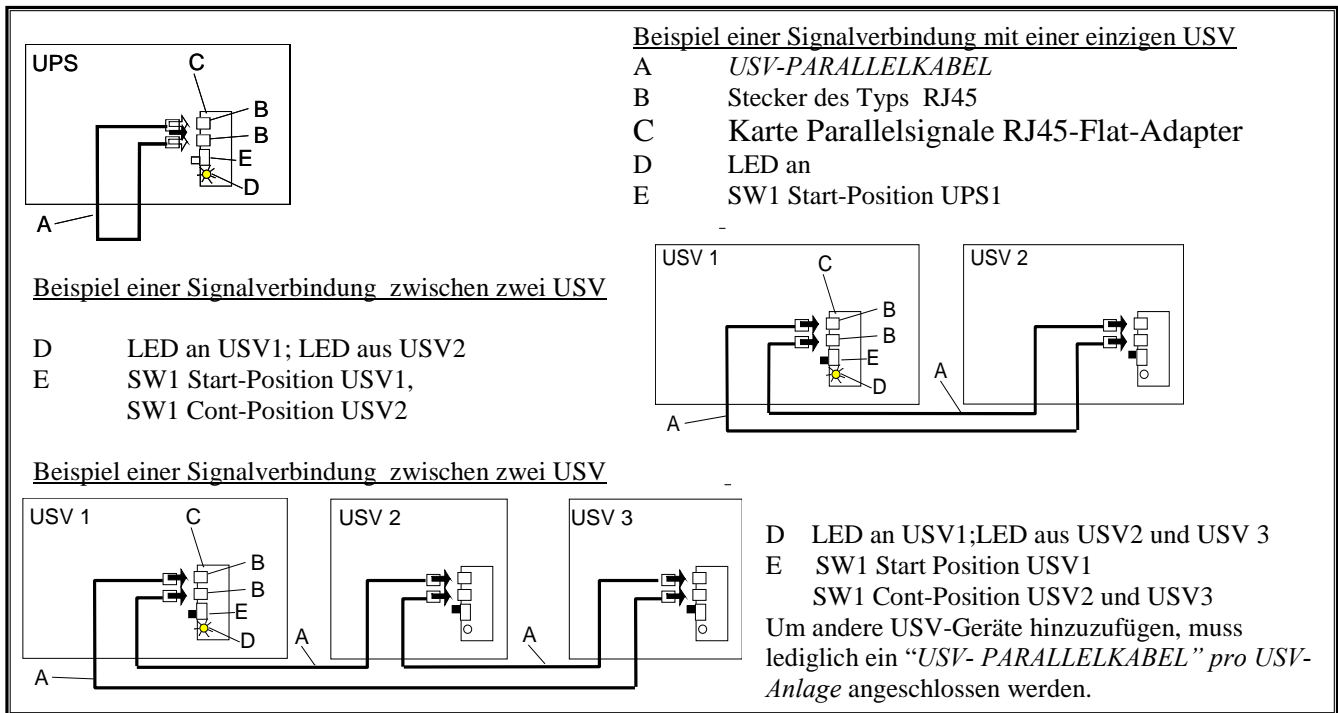 UPS
C
B
B
E
D
A
Beispiel einer Signalverbindung mit einer einzigen USV
A USV-PARALLELKABEL
B Stecker des Typs RJ45
C Karte Parallelsignale RJ45-Flat-Adapter
D LED an
E SW1 Start-Position UPS1
Beispiel einer Signalverbindung zwischen zwei USV
D LED an USV1; LED aus USV2
E SW1 Start-Position USV1,
SW1 Cont-Position USV2
USV 1
C
B
B
E
D
A
A
USV 2
Beispiel einer Signalverbindung zwischen zwei USV
USV 1
C
B
B
E
D
A
A
USV 2
A
USV 3
D LED an USV1;LED aus USV2 und USV 3
E SW1 Start Position USV1
SW1 Cont-Position USV2 und USV3
Um andere USV-Geräte hinzuzufügen, muss
lediglich ein “USV- PARALLELKABEL” pro USV-
Anlage angeschlossen werden.